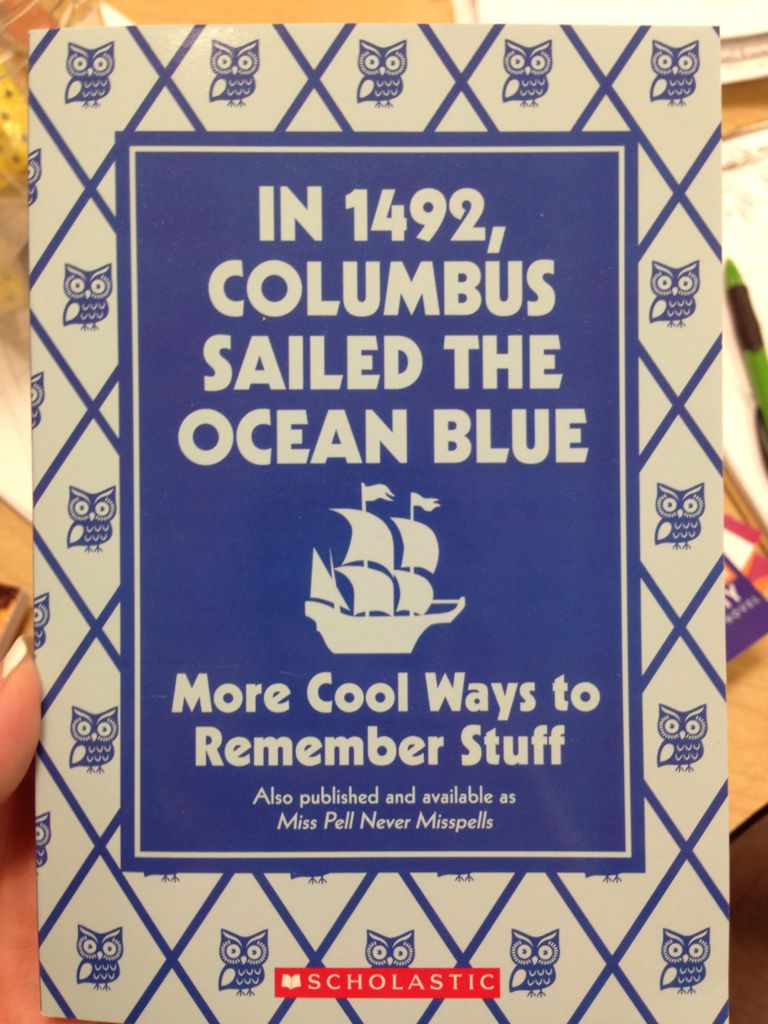 IN 1492,
COLUMBUS
SAILED THE
OCEAN BLUE
More Cool Ways to
Remember Stuff
Also published and available as
Miss Pell Never Misspells
SCHOLASTIC